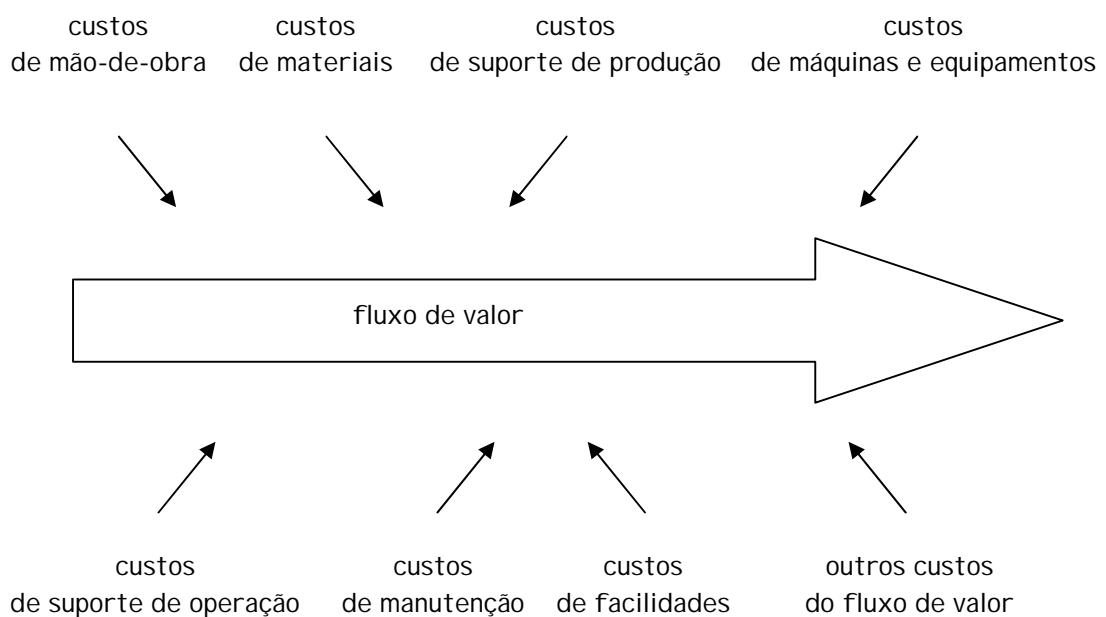 custos
de mão-de-obra
custos
de materiais
custos
de suporte de produção
custos
de máquinas e equipamentos
fluxo de valor
custos
de suporte de operação
custos
de manutenção
custos
de facilidades
outros custos
do fluxo de valor